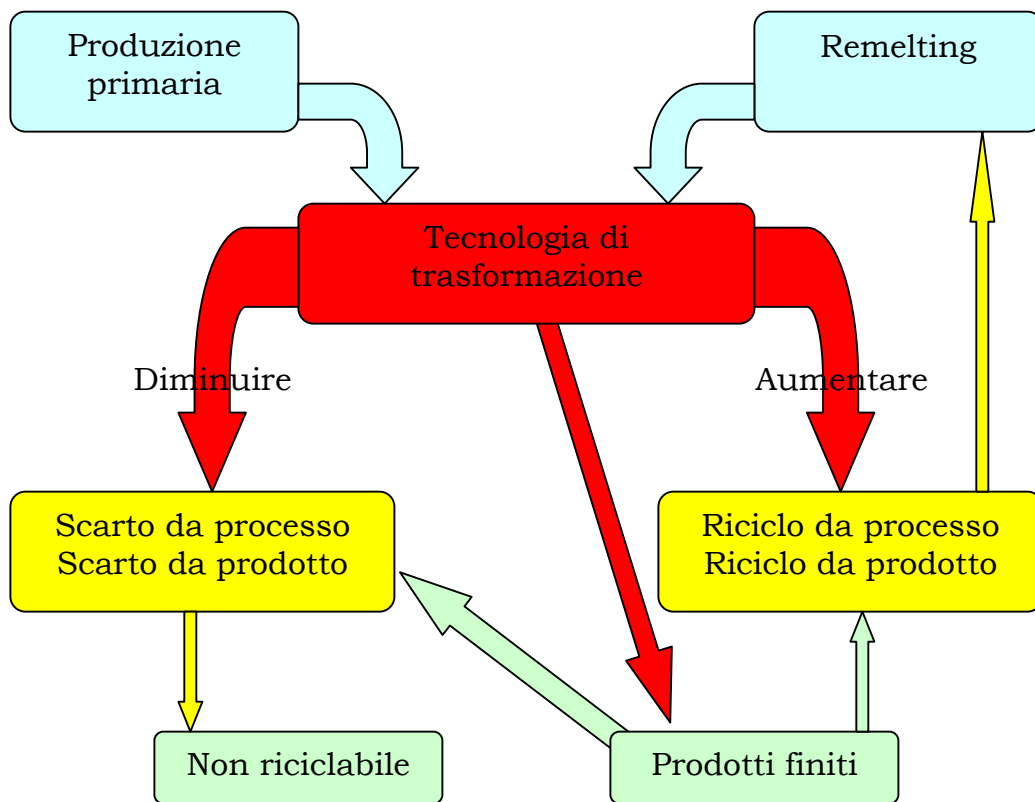 Produzione
primaria
Remelting
Tecnologia di
trasformazione
Diminuire
Aumentare
Scarto da processo
Scarto da prodotto
Riciclo da processo
Riciclo da prodotto
Non riciclabile
Prodotti finiti